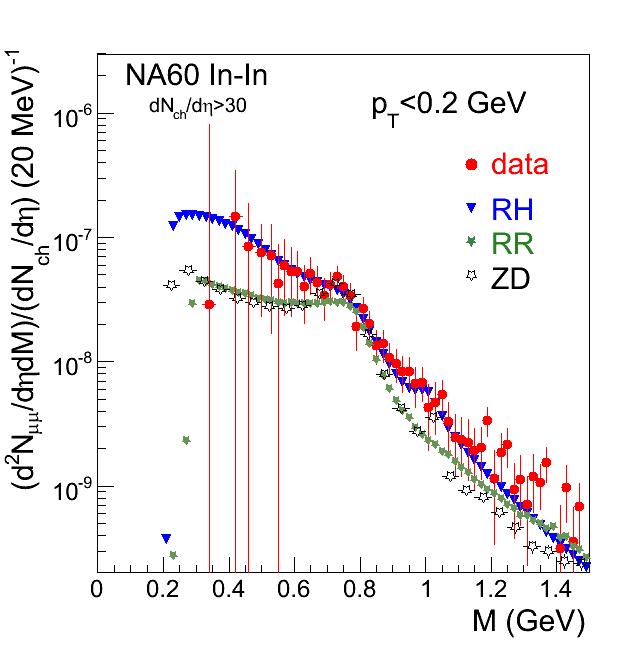 NA60 In-In
dN_ch/dη>30
p_T<0.2 GeV
data
RH
RR
ZD
(d²N_μμ/dηdM)/(dN_ch/dη) (20 MeV)⁻¹
10⁻⁶
10⁻⁷
10⁻⁸
10⁻⁹
0 0.2 0.4 0.6 0.8 1 1.2 1.4
M (GeV)